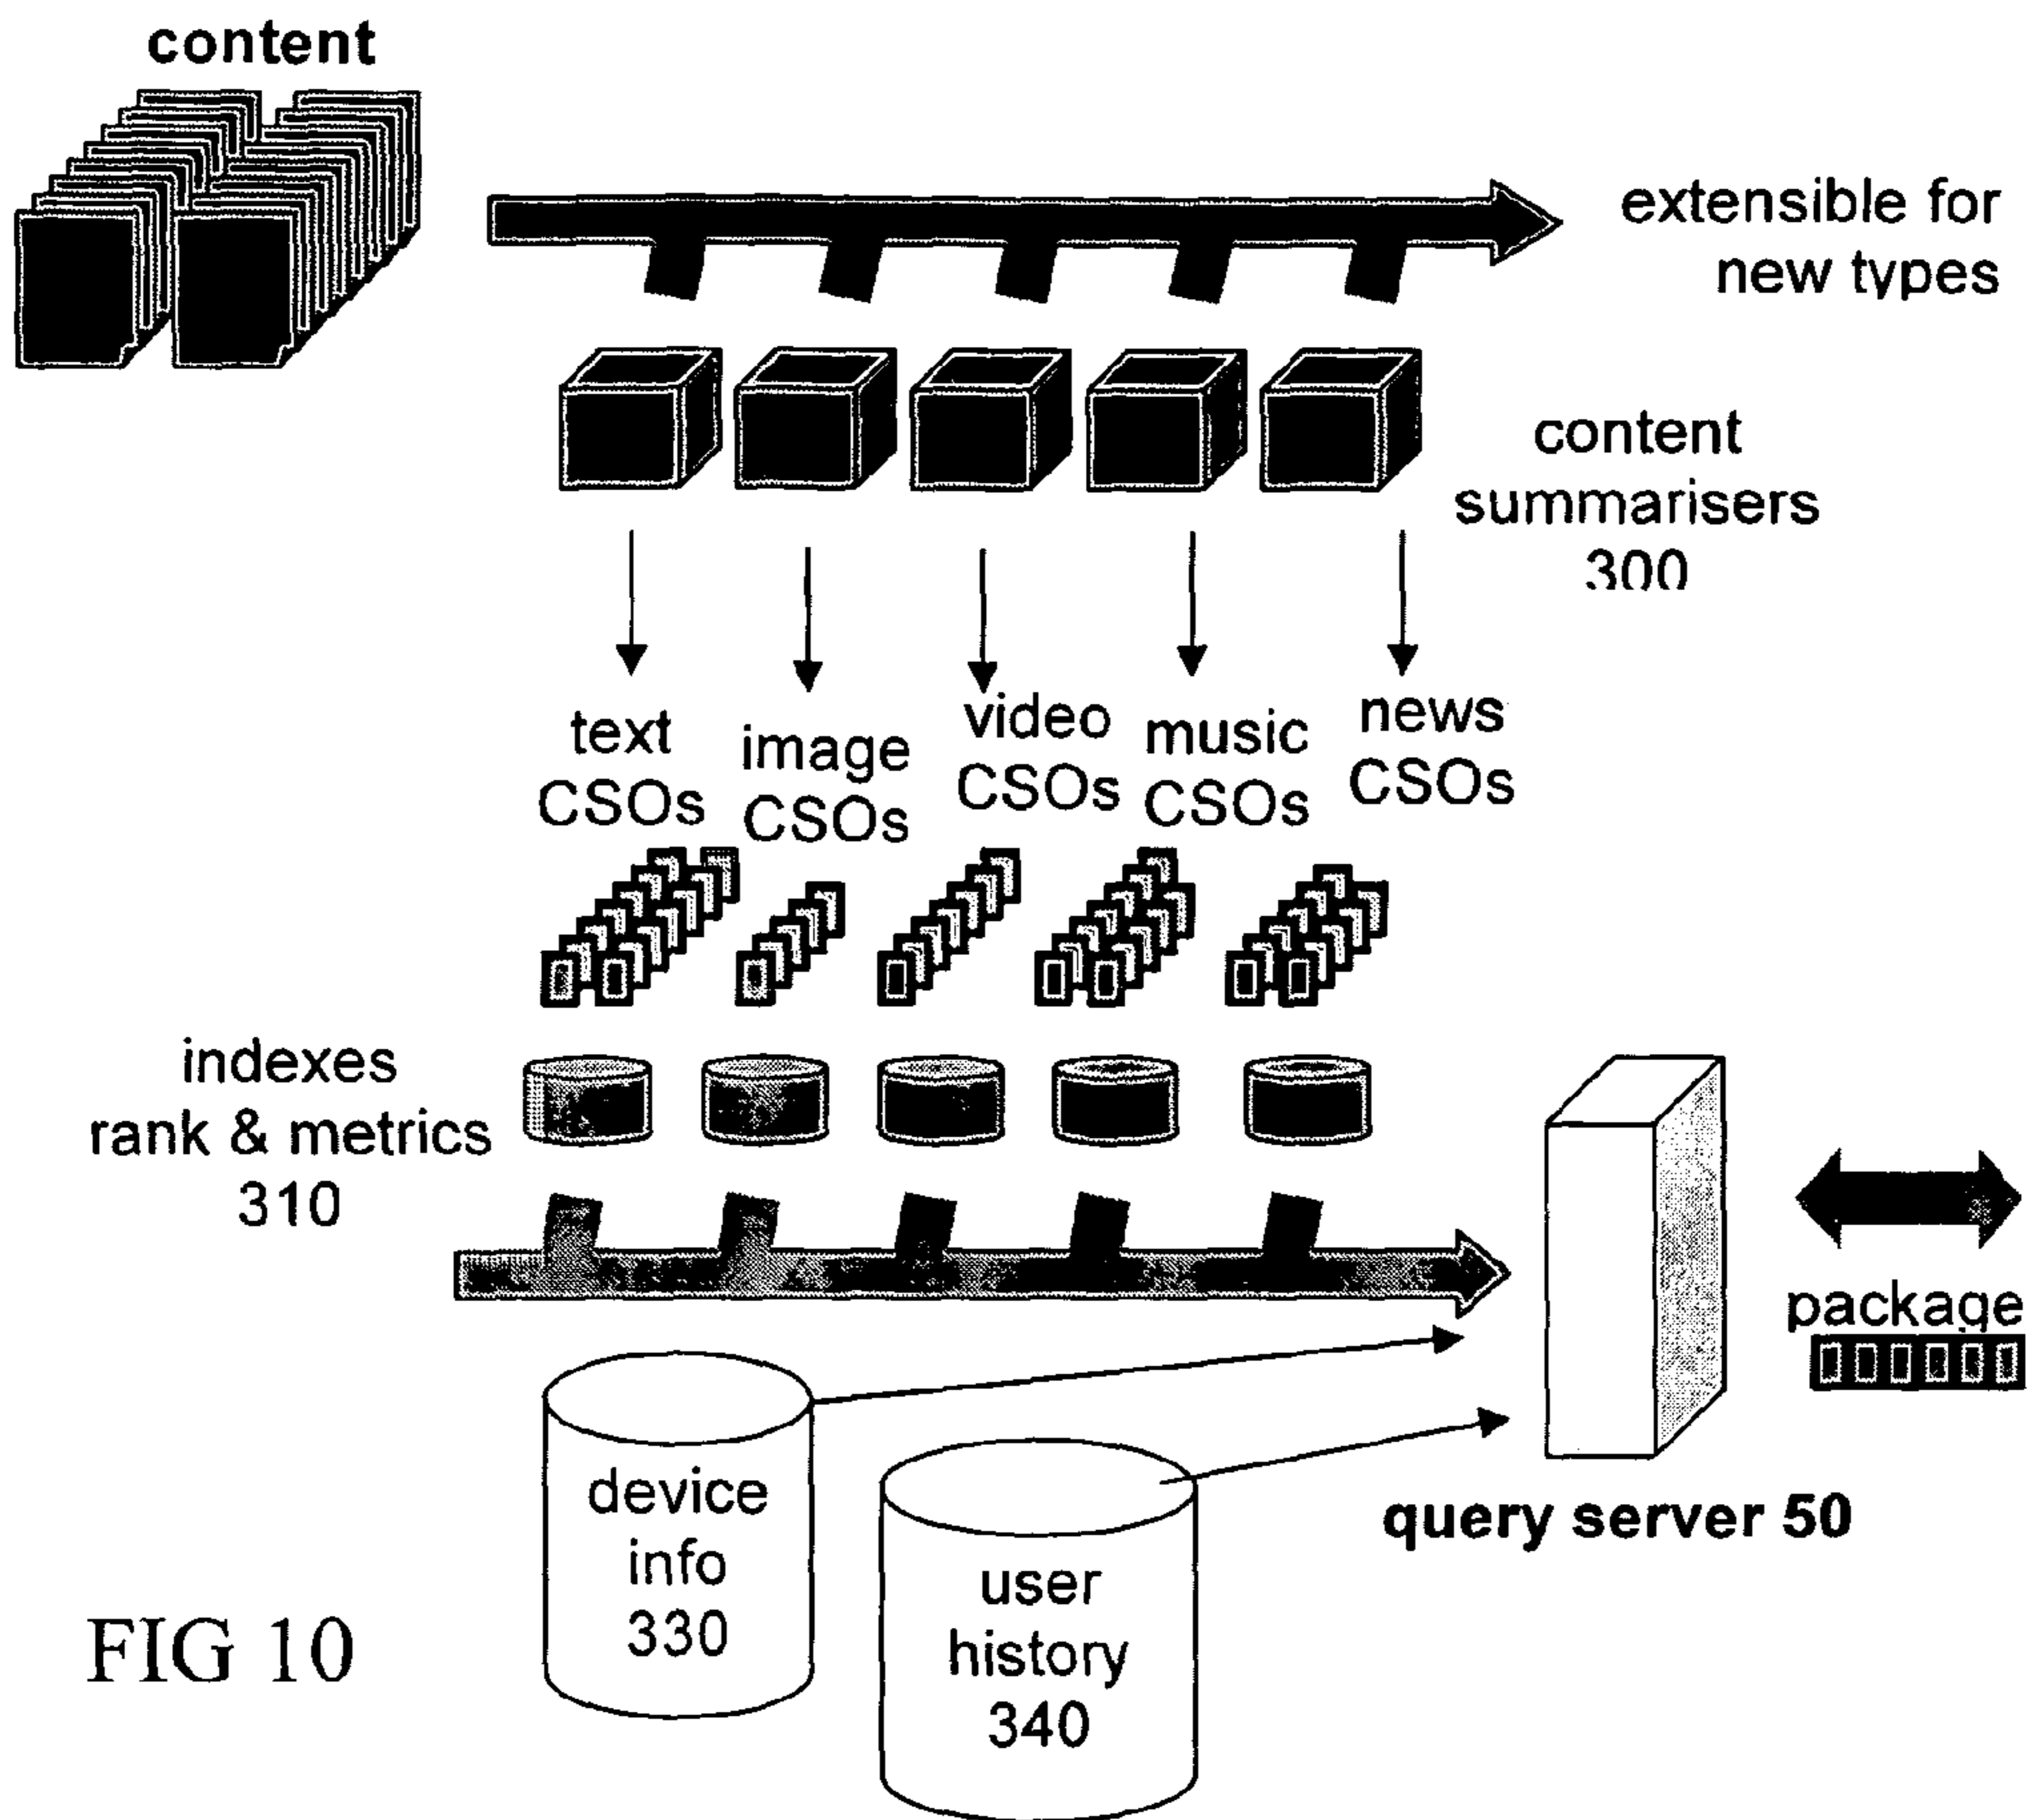 content
extensible for
new types
content
summarisers
300
text
CSOs
image
CSOs
video
CSOs
music
CSOs
news
CSOs
indexes
rank & metrics
310
package
device
info
330
user
history
340
query server 50
FIG 10